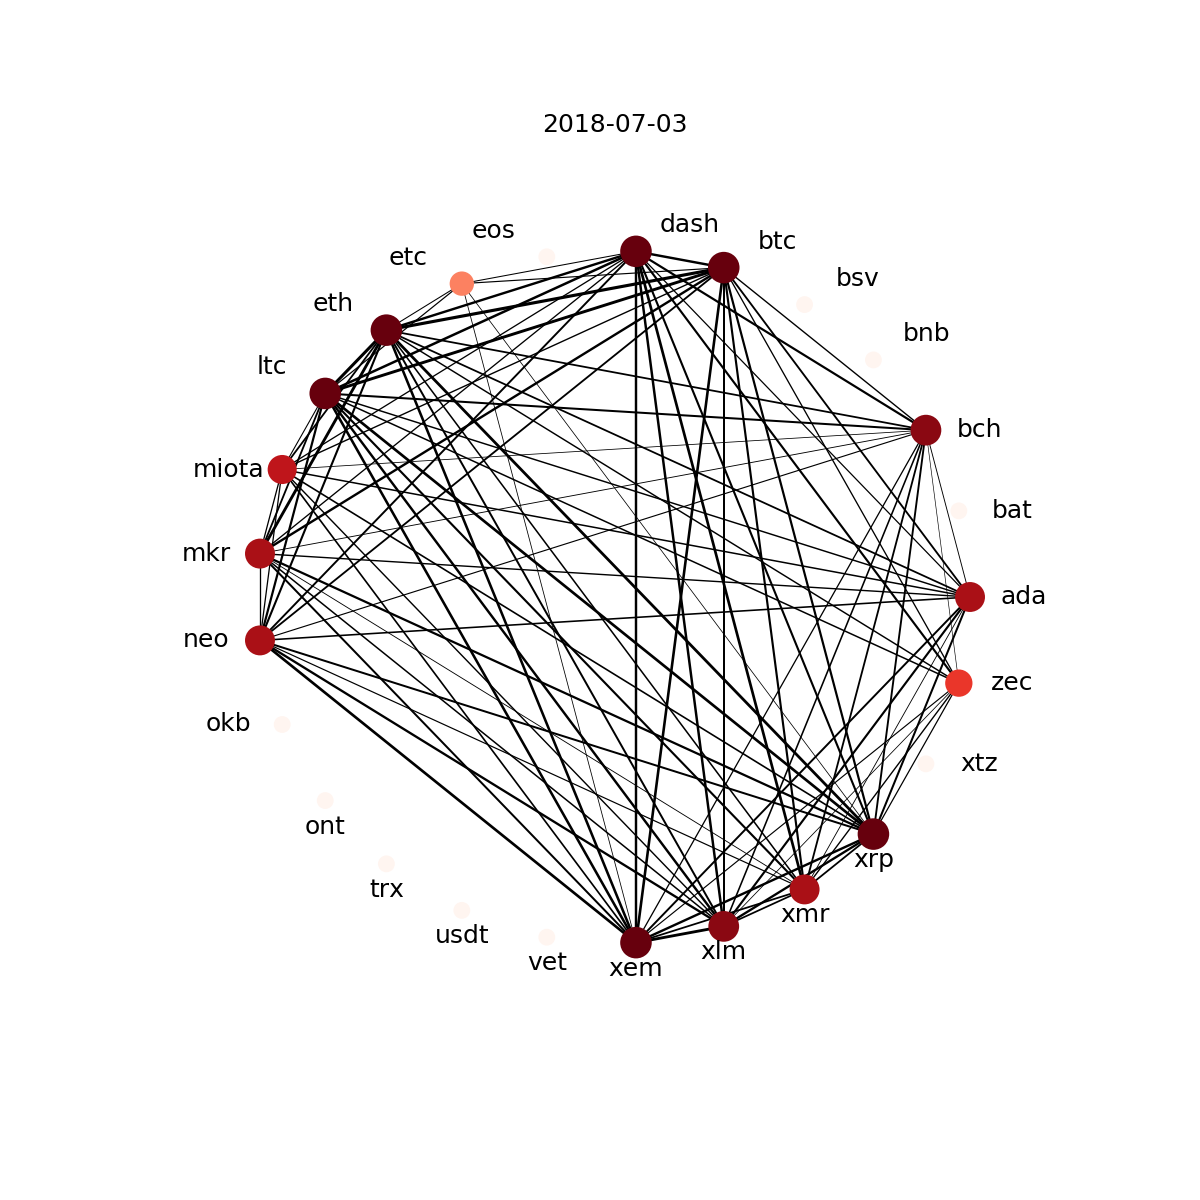 2018-07-03
dash
eos
btc
etc
bsv
eth
bnb
ltc
bch
miota
bat
mkr
ada
neo
zec
okb
xtz
ont
xrp
trx
xmr
usdt
xlm
vet
xem